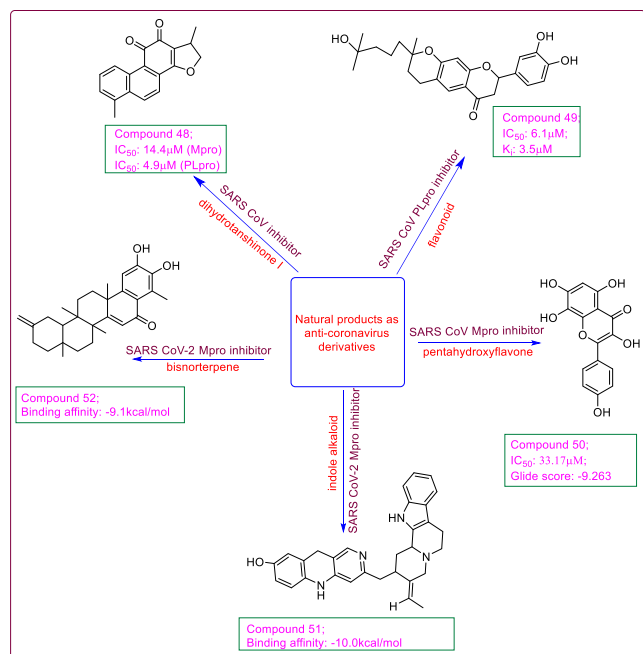 O
O
O
Compound 48;
IC50: 14.4µM (Mpro)
IC50: 4.9µM (PLpro)
HO
O
O
O
OH
OH
Compound 49;
IC50: 6.1µM;
Ki: 3.5µM
SARS CoV inhibitor
dihydrotanshinone I
SARS CoV PLpro inhibitor
flavonoid
OH
OH
O
SARS CoV-2 Mpro inhibitor
bisnorterpene
Compound 52;
Binding affinity: -9.1kcal/mol
Natural products as
anti-coronavirus
derivatives
SARS CoV Mpro inhibitor
pentahydroxyflavone
HO
OH
O
HO
O
OH
OH
Compound 50;
IC50: 33.17µM;
Glide score: -9.263
indole alkaloid
SARS CoV-2 Mpro inhibitor
HO
N
H
N
HN
N
H
Compound 51;
Binding affinity: -10.0kcal/mol